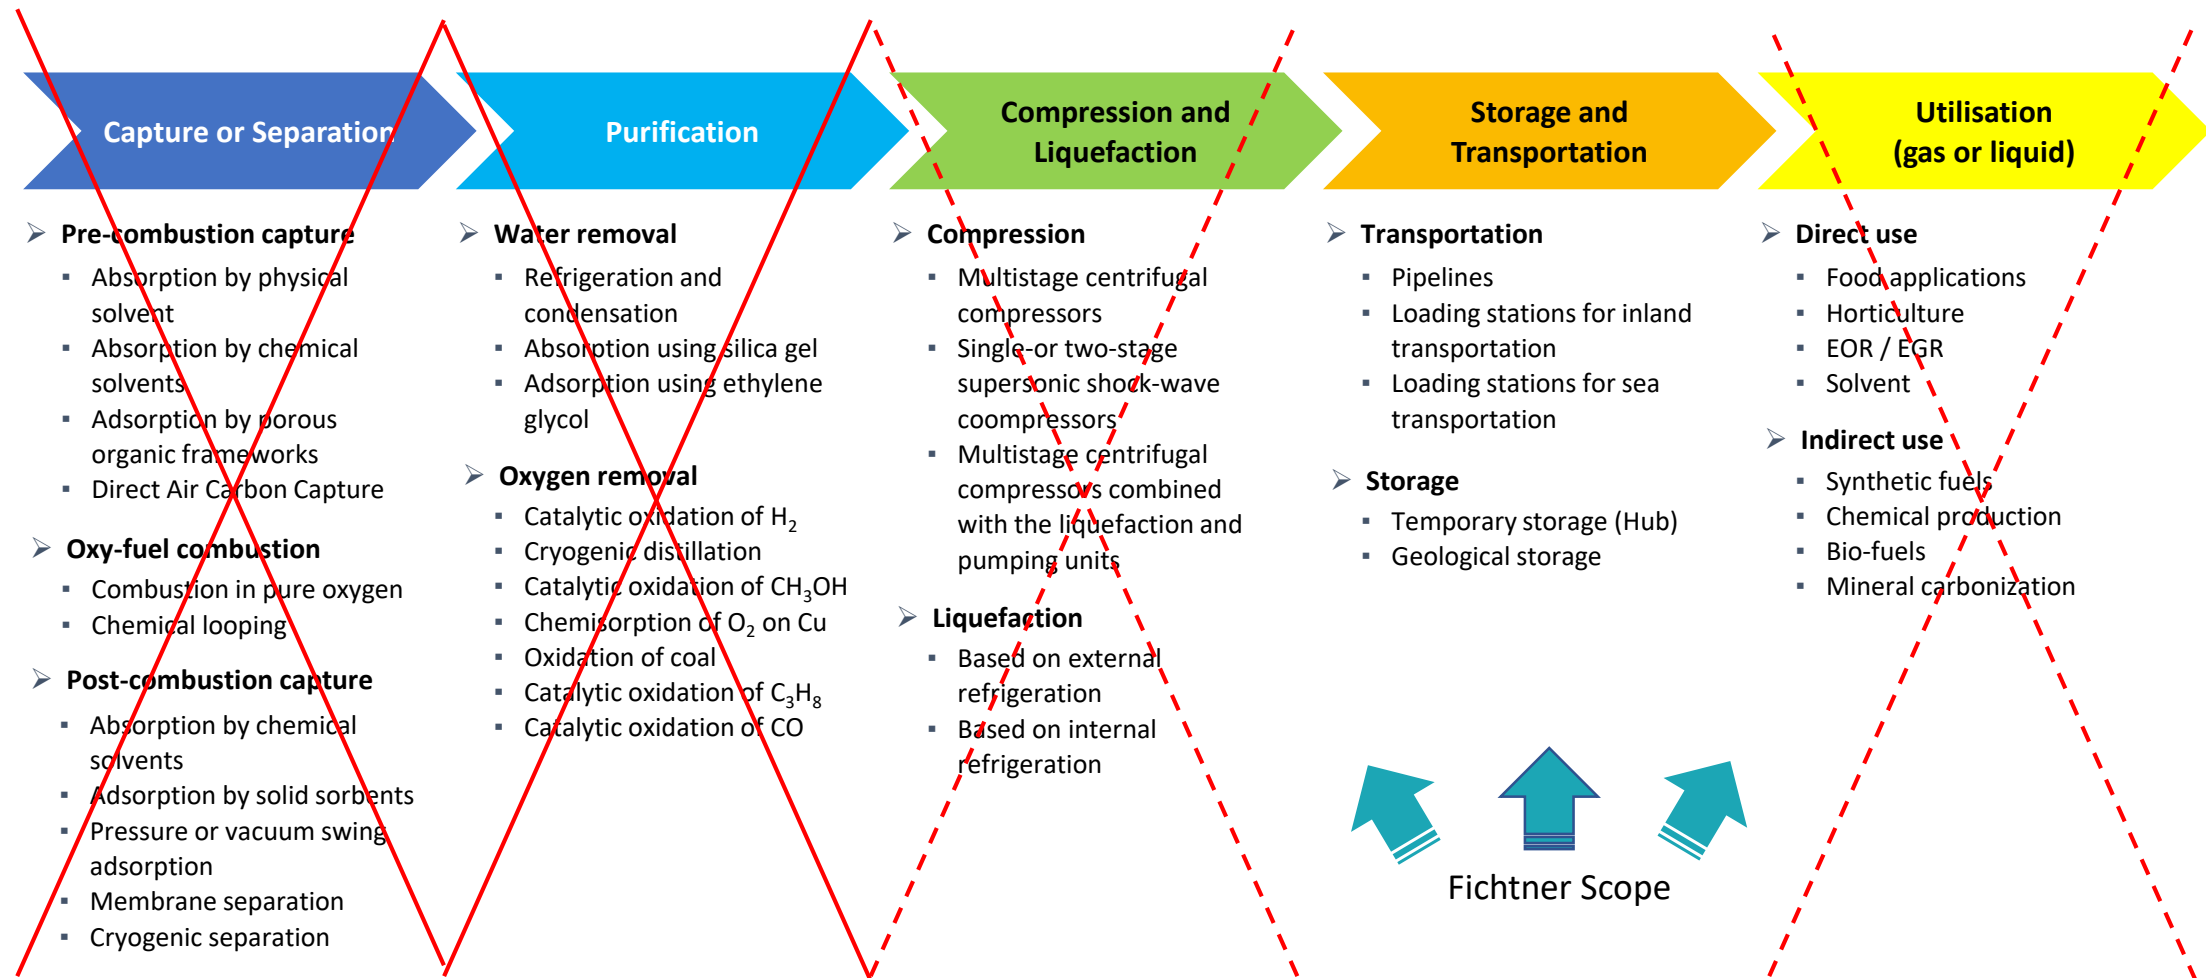 Capture or Separation
Purification
Compression and
Liquefaction
Storage and
Transportation
Utilisation
(gas or liquid)
Pre-combustion capture
Absorption by physical
solvent
Absorption by chemical
solvents
Adsorption by porous
organic frameworks
Direct Air Carbon Capture
Oxy-fuel combustion
Combustion in pure oxygen
Chemical looping
Post-combustion capture
Absorption by chemical
solvents
Adsorption by solid sorbents
Pressure or vacuum swing
adsorption
Membrane separation
Cryogenic separation
Water removal
Refrigeration and
condensation
Absorption using silica gel
Adsorption using ethylene
glycol
Oxygen removal
Catalytic oxidation of H₂
Cryogenic distillation
Catalytic oxidation of CH₃OH
Chemisorption of O₂ on Cu
Oxidation of coal
Catalytic oxidation of C₃H₈
Catalytic oxidation of CO
Compression
Multistage centrifugal
compressors
Single-or two-stage
supersonic shock-wave
coompressors
Multistage centrifugal
compressors combined
with the liquefaction and
pumping units
Liquefaction
Based on external
refrigeration
Based on internal
refrigeration
Transportation
Pipelines
Loading stations for inland
transportation
Loading stations for sea
transportation
Storage
Temporary storage (Hub)
Geological storage
Direct use
Food applications
Horticulture
EOR / EGR
Solvent
Indirect use
Synthetic fuels
Chemical production
Bio-fuels
Mineral carbonization
Fichtner Scope